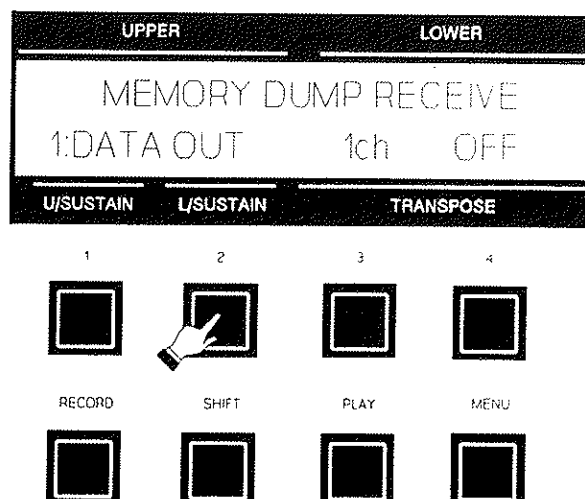 UPPER LOWER
MEMORY DUMP RECEIVE
1:DATA OUT 1ch OFF
U/SUSTAIN L/SUSTAIN TRANSPOSE
1 2 3 4
RECORD SHIFT PLAY MENU